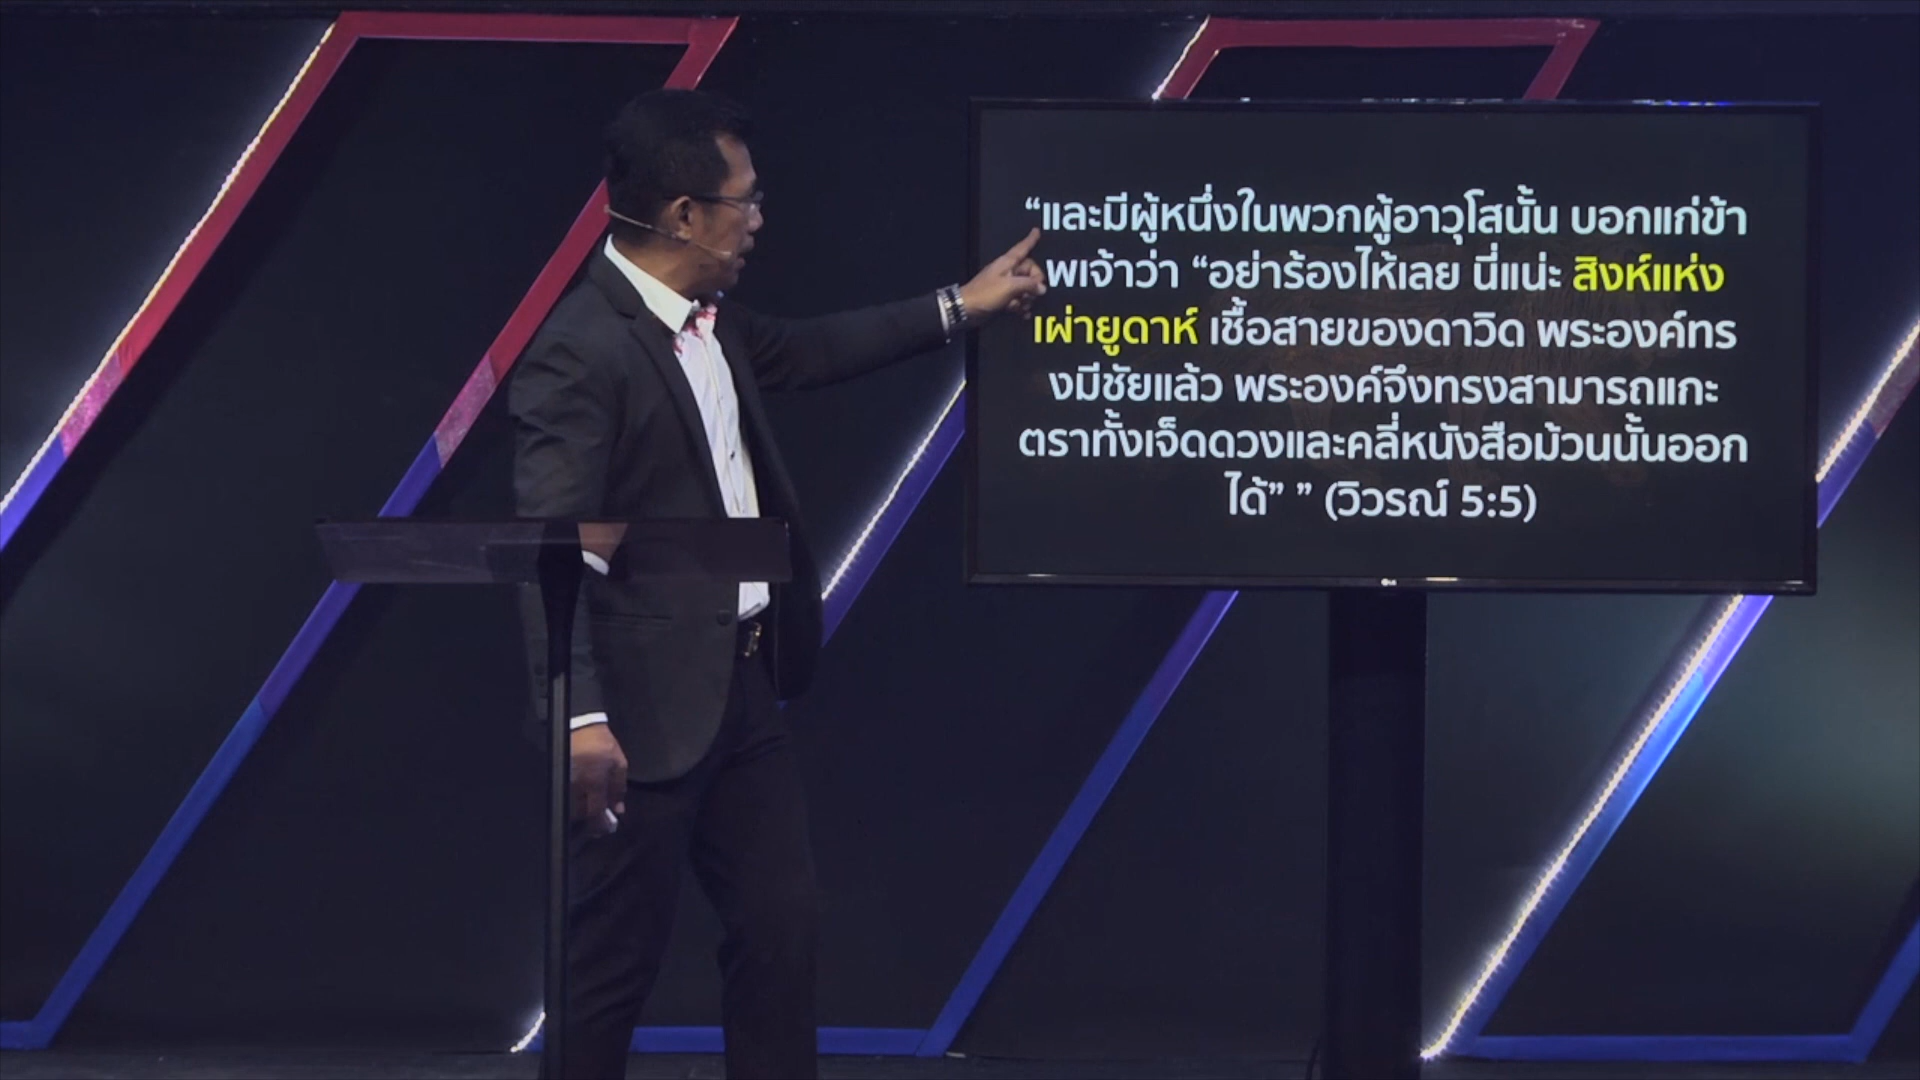 “และมีผู้หนึ่งในพวกผู้อาวุโสนั้น บอกแก่ข้า
พเจ้าว่า “อย่าร้องไห้เลย นี่แน่ะ สิงห์แห่ง
เผ่ายูดาห์ เชื้อสายของดาวิด พระองค์ทร
งมีชัยแล้ว พระองค์จึงทรงสามารถแกะ
ตราทั้งเจ็ดดวงและคลี่หนังสือม้วนนั้นออก
ได้” ” (วิวรณ์ 5:5)
LG